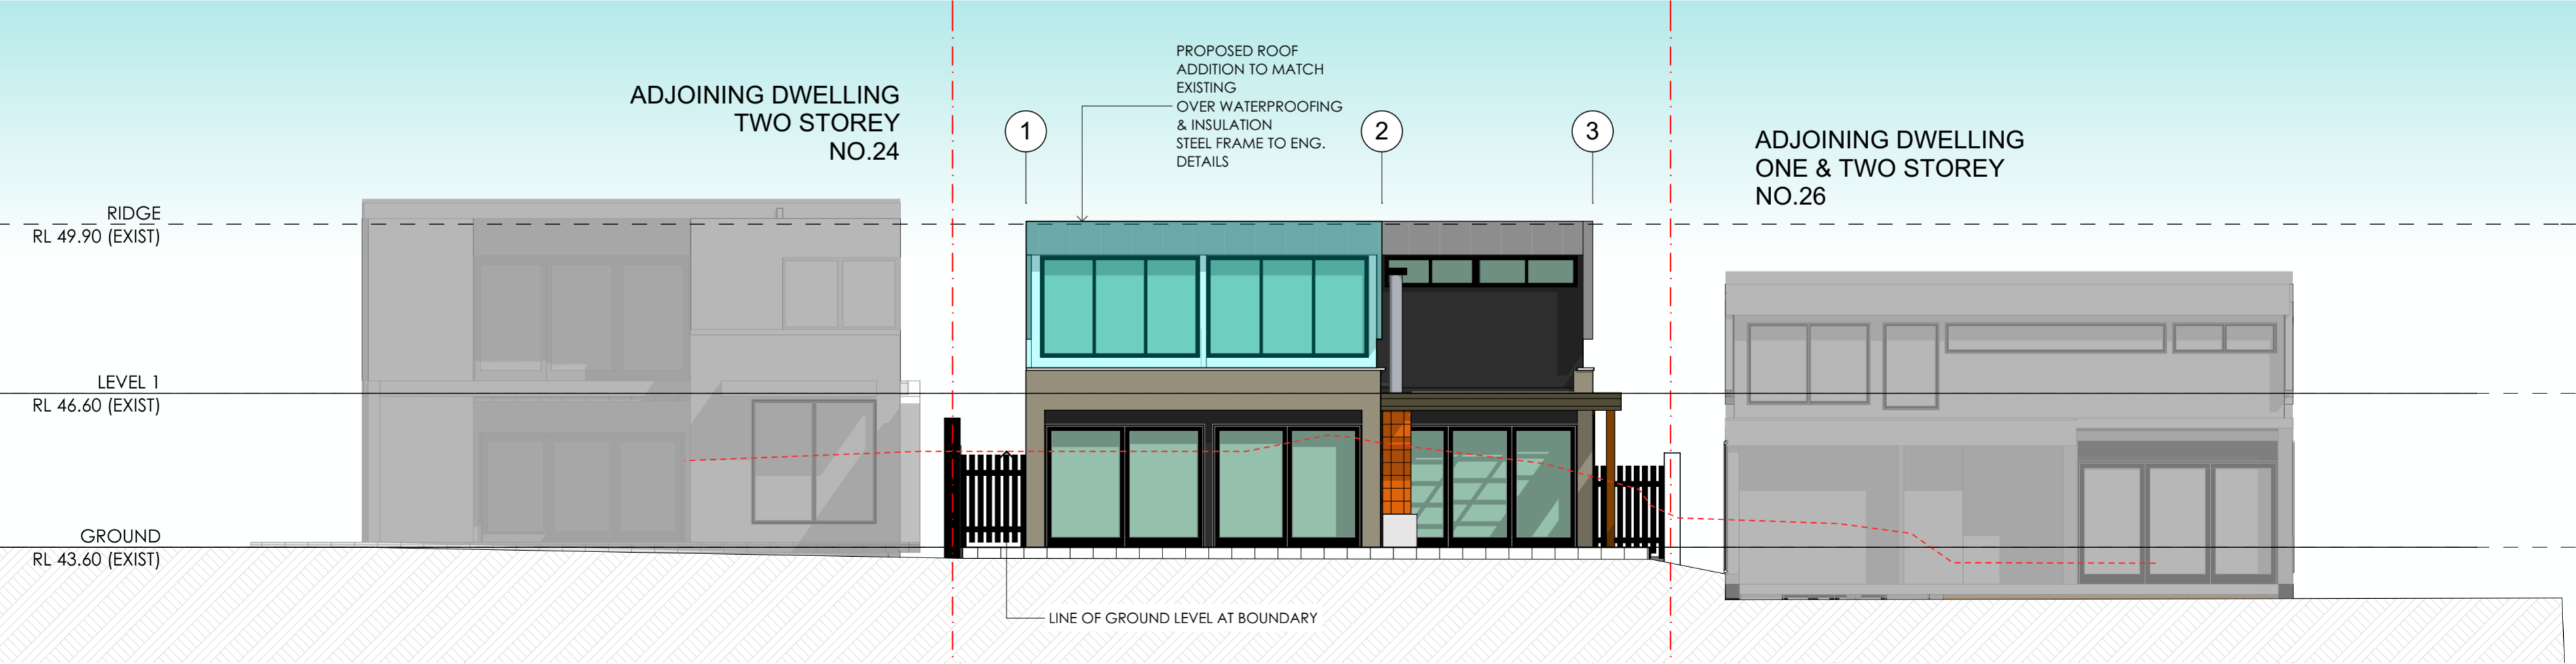 PROPOSED ROOF
ADDITION TO MATCH
EXISTING
OVER WATERPROOFING
& INSULATION
STEEL FRAME TO ENG.
DETAILS
ADJOINING DWELLING
TWO STOREY
NO.24
1
2
3
ADJOINING DWELLING
ONE & TWO STOREY
NO.26
RIDGE
RL 49.90 (EXIST)
LEVEL 1
RL 46.60 (EXIST)
GROUND
RL 43.60 (EXIST)
LINE OF GROUND LEVEL AT BOUNDARY